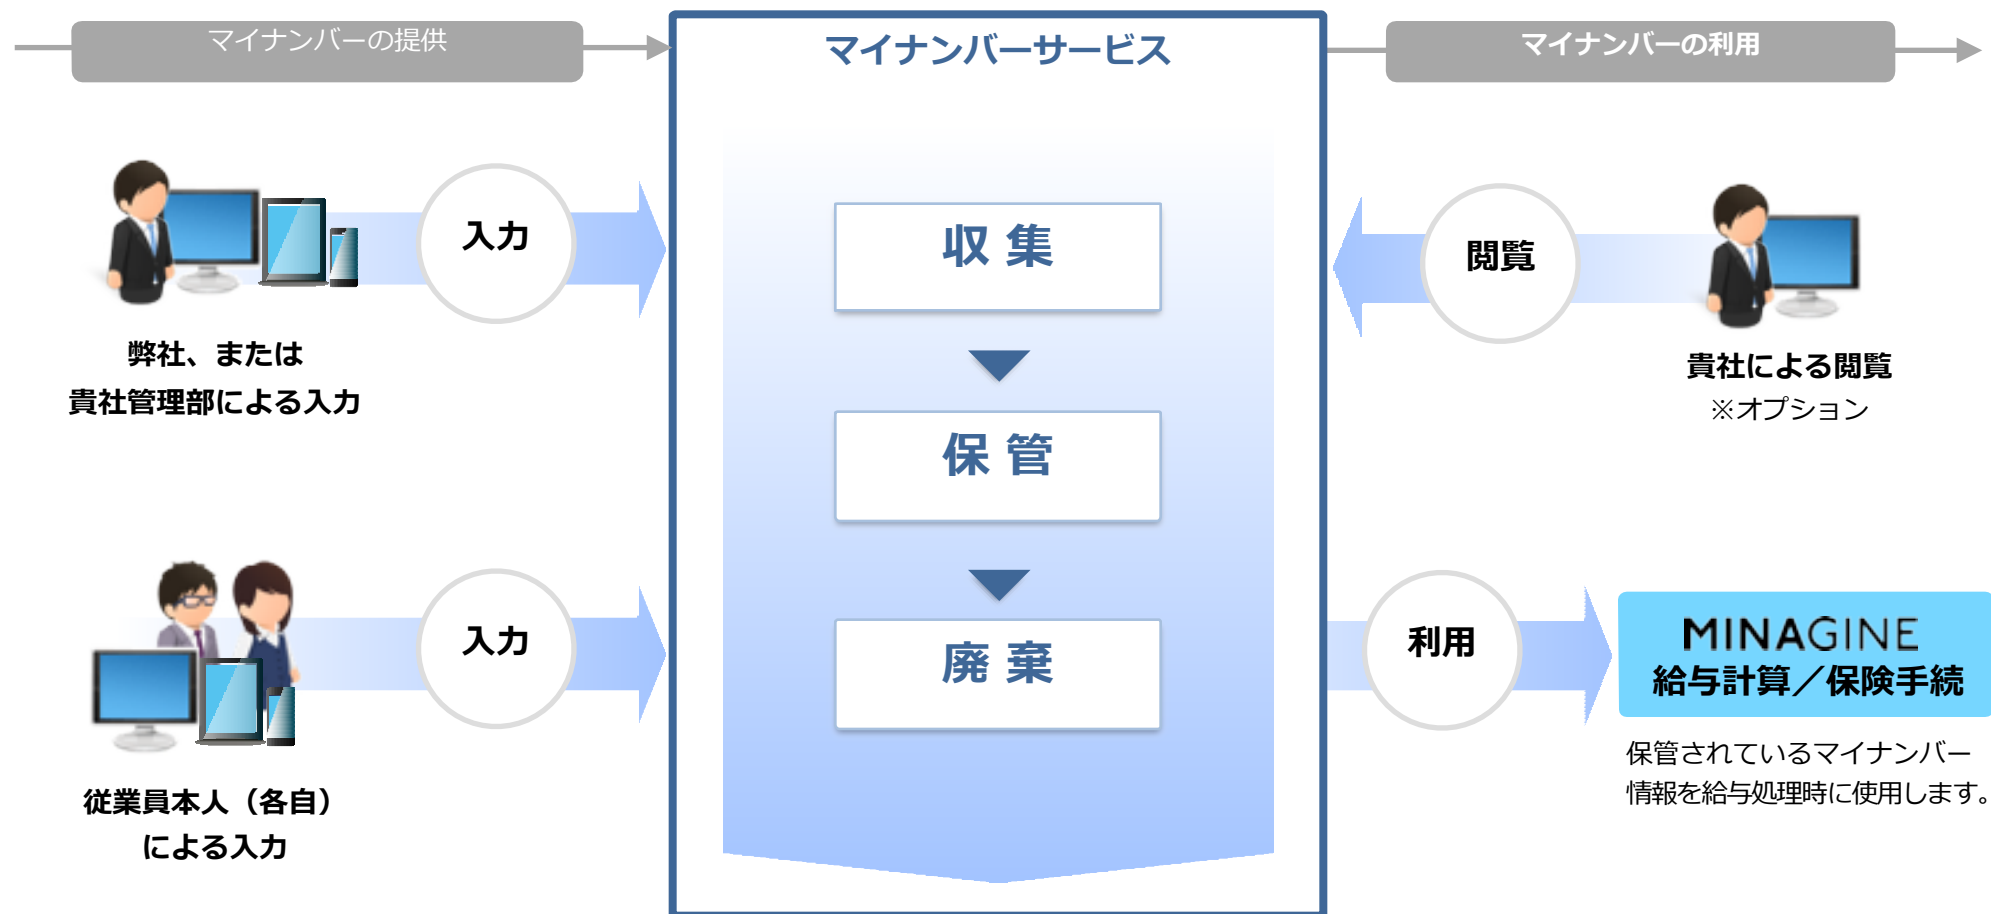 マイナンバーの提供
マイナンバーサービス
マイナンバーの利用
入力
弊社、または
貴社管理部による入力
入力
従業員本人（各自）
による入力
収 集
保 管
廃 棄
閲覧
貴社による閲覧
※オプション
利用
MINAGINE
給与計算／保険手続
保管されているマイナンバー
情報を給与処理時に使用します。